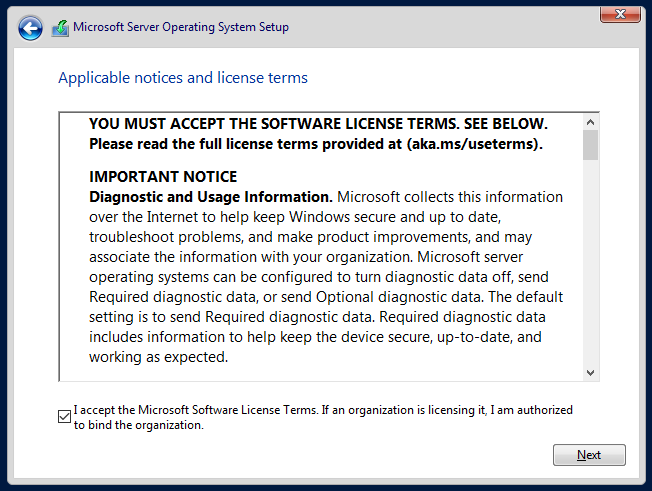 Microsoft Server Operating System Setup
Applicable notices and license terms
YOU MUST ACCEPT THE SOFTWARE LICENSE TERMS. SEE BELOW.
Please read the full license terms provided at (aka.ms/useterms).
IMPORTANT NOTICE
Diagnostic and Usage Information. Microsoft collects this information
over the Internet to help keep Windows secure and up to date,
troubleshoot problems, and make product improvements, and may
associate the information with your organization. Microsoft server
operating systems can be configured to turn diagnostic data off, send
Required diagnostic data, or send Optional diagnostic data. The default
setting is to send Required diagnostic data. Required diagnostic data
includes information to help keep the device secure, up-to-date, and
working as expected.
I accept the Microsoft Software License Terms. If an organization is licensing it, I am authorized
to bind the organization.
Next